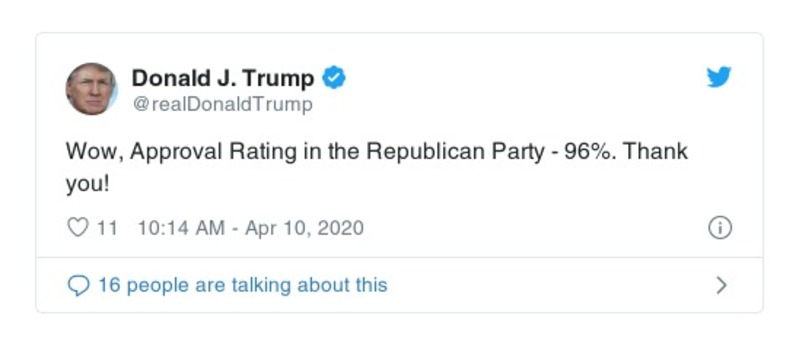 Donald J. Trump
@realDonaldTrump
Wow, Approval Rating in the Republican Party - 96%. Thank
you!
11 10:14 AM - Apr 10, 2020
16 people are talking about this